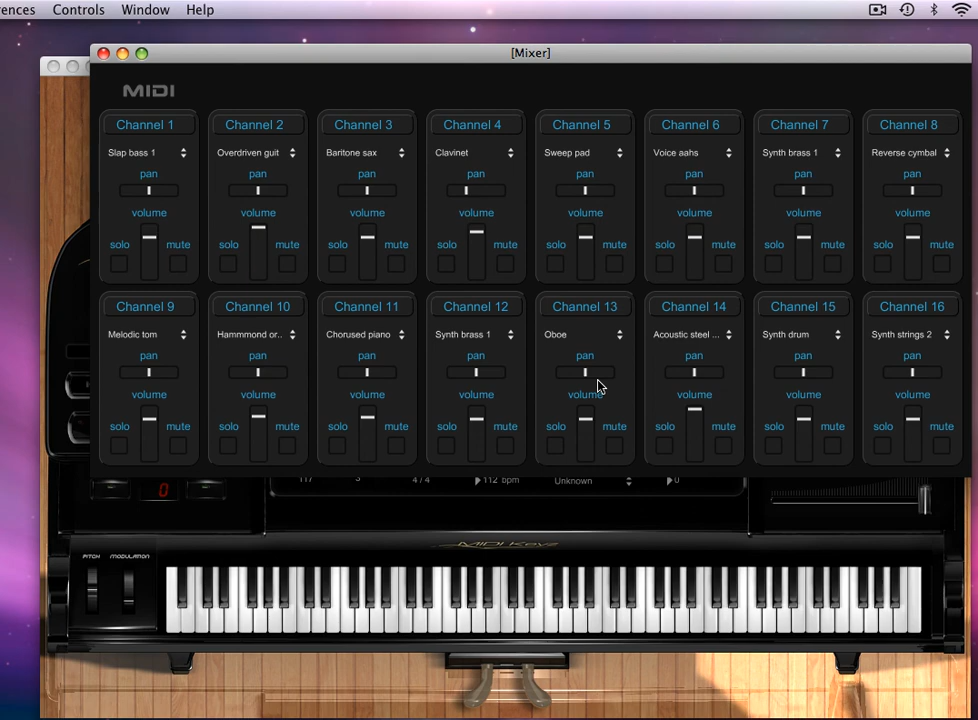 ences Controls Window Help
[Mixer]
MIDI
Channel 1 Channel 2 Channel 3 Channel 4 Channel 5 Channel 6 Channel 7 Channel 8
Slap bass 1 Overdriven guit Baritone sax Clavinet Sweep pad Voice aahs Synth brass 1 Reverse cymbal
pan pan pan pan pan pan pan pan
volume volume volume volume volume volume volume volume
solo mute solo mute solo mute solo mute solo mute solo mute solo mute solo mute
Channel 9 Channel 10 Channel 11 Channel 12 Channel 13 Channel 14 Channel 15 Channel 16
Melodic tom Hammmond or.. Chorused piano Synth brass 1 Oboe Acoustic steel ... Synth drum Synth strings 2
pan pan pan pan pan pan pan pan
volume volume volume volume volume volume volume volume
solo mute solo mute solo mute solo mute solo mute solo mute solo mute solo mute
0 117 3 4 / 4 112 bpm Unknown 0
MIDI Keyz
PITCH MODULATION